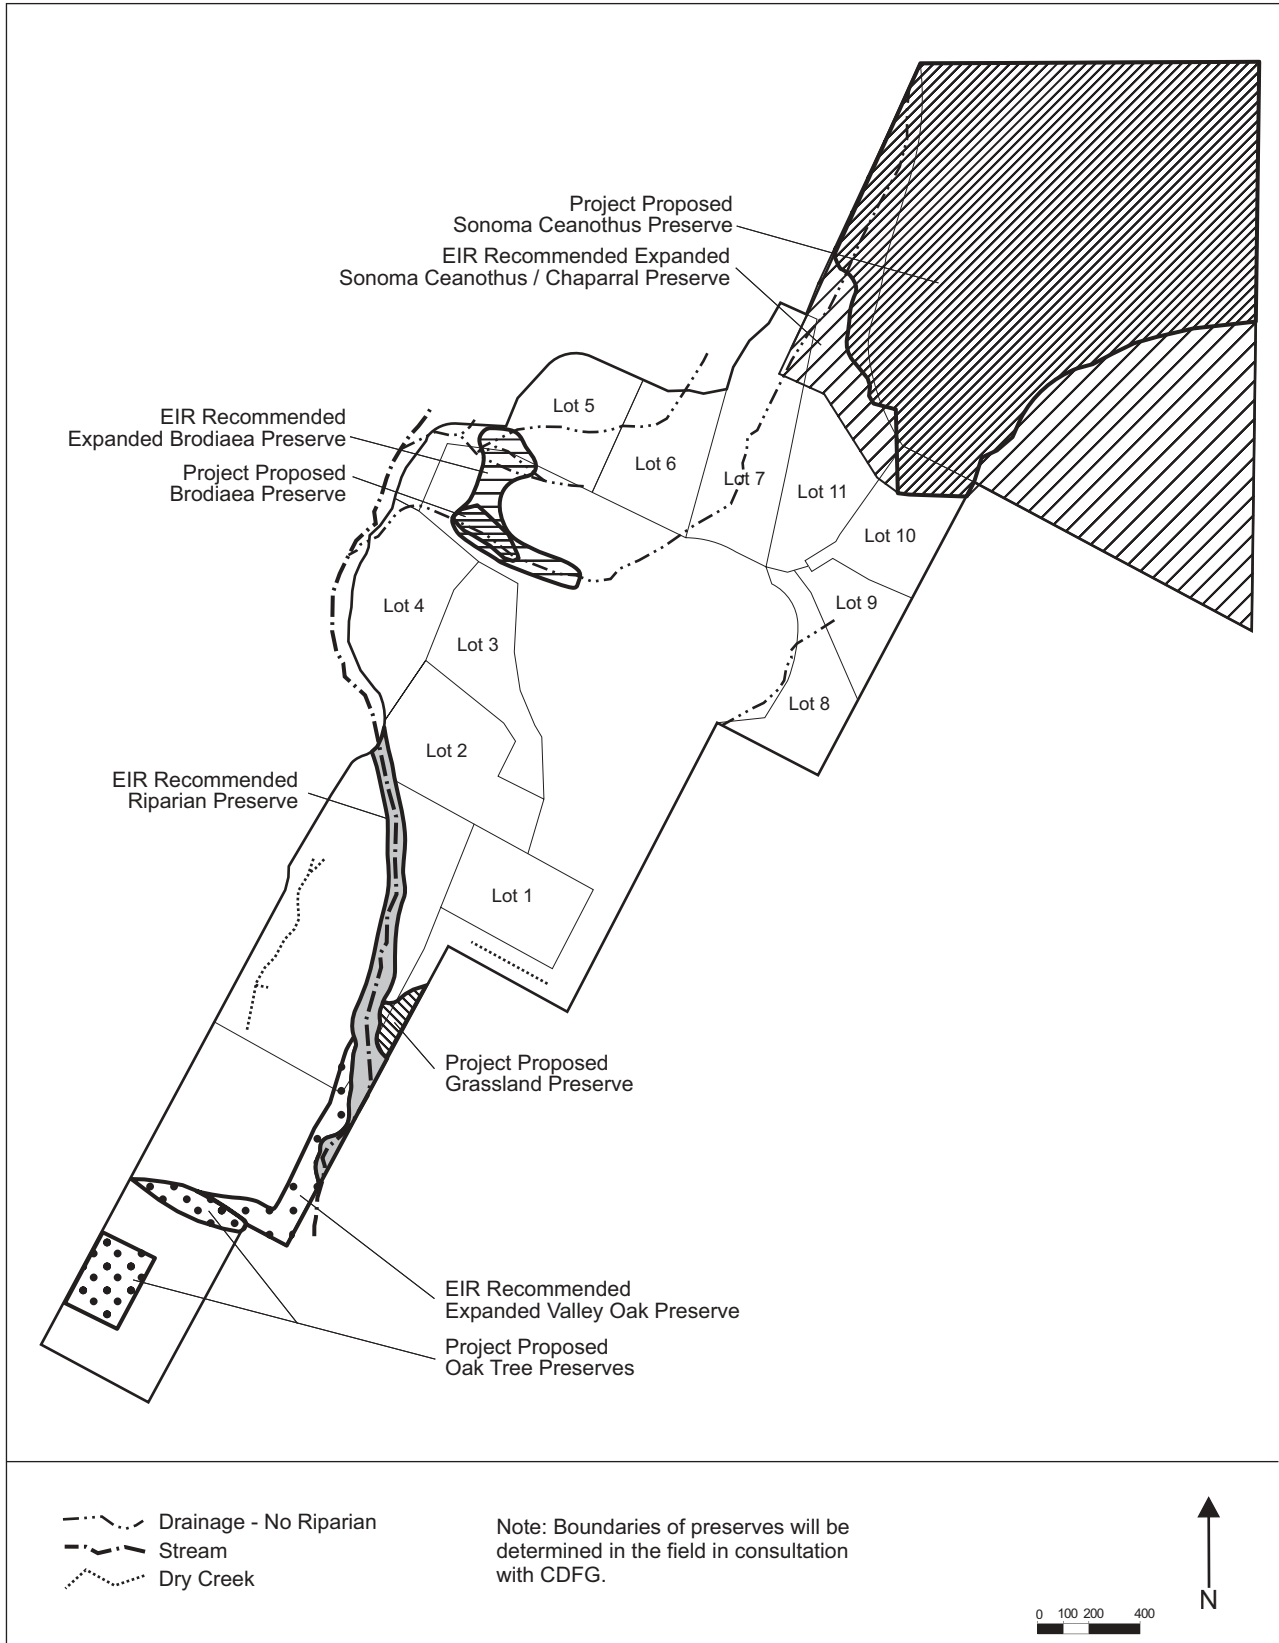 Project Proposed
Sonoma Ceanothus Preserve
EIR Recommended Expanded
Sonoma Ceanothus / Chaparral Preserve
EIR Recommended
Expanded Brodiaea Preserve
Project Proposed
Brodiaea Preserve
Lot 5
Lot 6
Lot 7
Lot 11
Lot 10
Lot 9
Lot 8
Lot 4
Lot 3
Lot 2
Lot 1
EIR Recommended
Riparian Preserve
Project Proposed
Grassland Preserve
EIR Recommended
Expanded Valley Oak Preserve
Project Proposed
Oak Tree Preserves
Drainage - No Riparian
Stream
Dry Creek
Note: Boundaries of preserves will be
determined in the field in consultation
with CDFG.
0 100 200 400
N